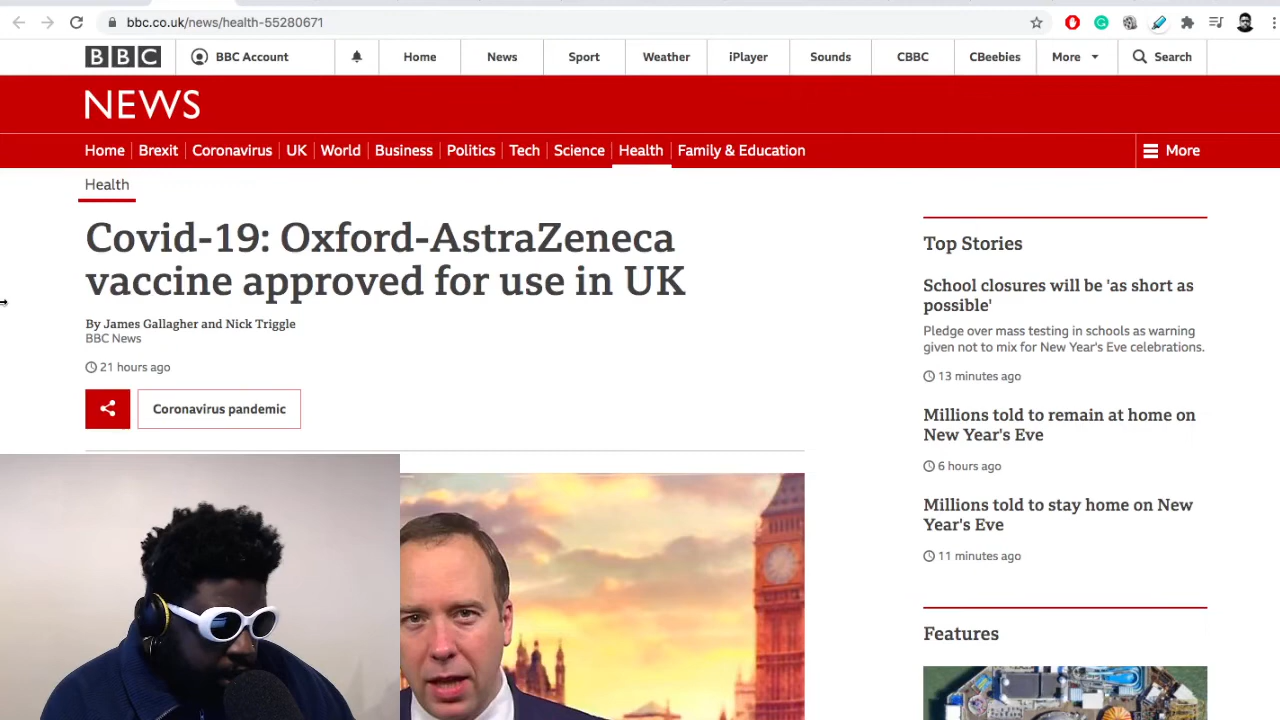 bbc.co.uk/news/health-55280671
BBC
BBC Account
Home
News
Sport
Weather
iPlayer
Sounds
CBBC
CBeebies
More
Search
NEWS
Home
Brexit
Coronavirus
UK
World
Business
Politics
Tech
Science
Health
Family & Education
More
Health
Covid-19: Oxford-AstraZeneca
vaccine approved for use in UK
By James Gallagher and Nick Triggle
BBC News
21 hours ago
Coronavirus pandemic
Top Stories
School closures will be 'as short as
possible'
Pledge over mass testing in schools as warning
given not to mix for New Year's Eve celebrations.
13 minutes ago
Millions told to remain at home on
New Year's Eve
6 hours ago
Millions told to stay home on New
Year's Eve
11 minutes ago
Features